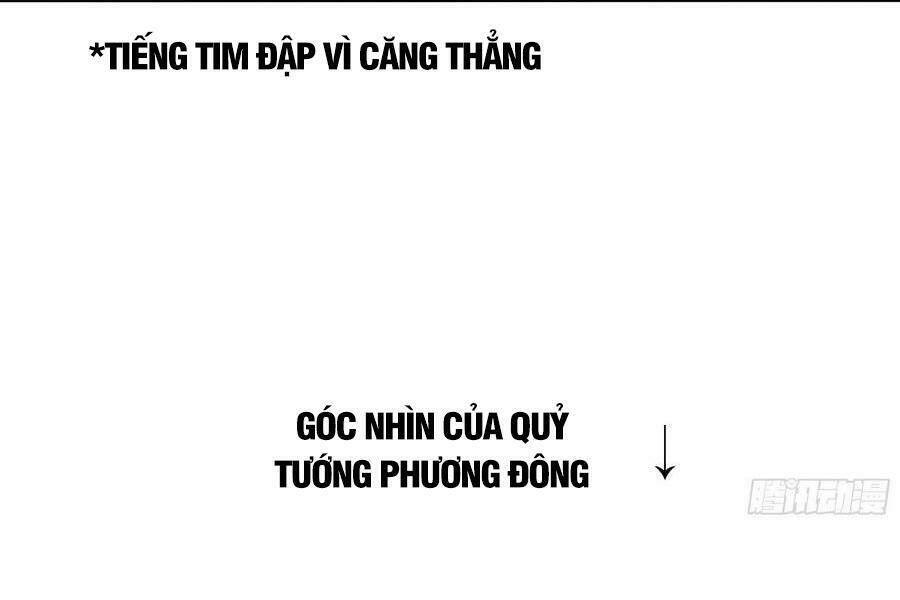 *TIẾNG TIM ĐẬP VÌ CĂNG THẲNG
GÓC NHÌN CỦA QUỶ
TƯỚNG PHƯƠNG ĐÔNG
腾讯动漫